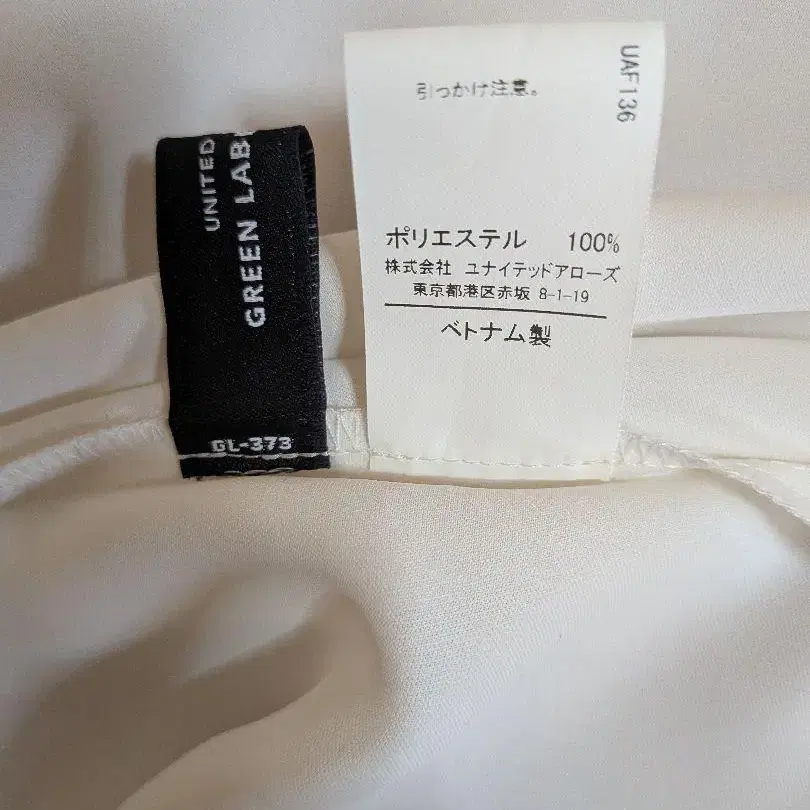 UNITED
GREEN LAB
GL-373
UAF136
引っかけ注意。
ポリエステル 100%
株式会社 ユナイテッドアローズ
東京都港区赤坂 8-1-19
ベトナム製